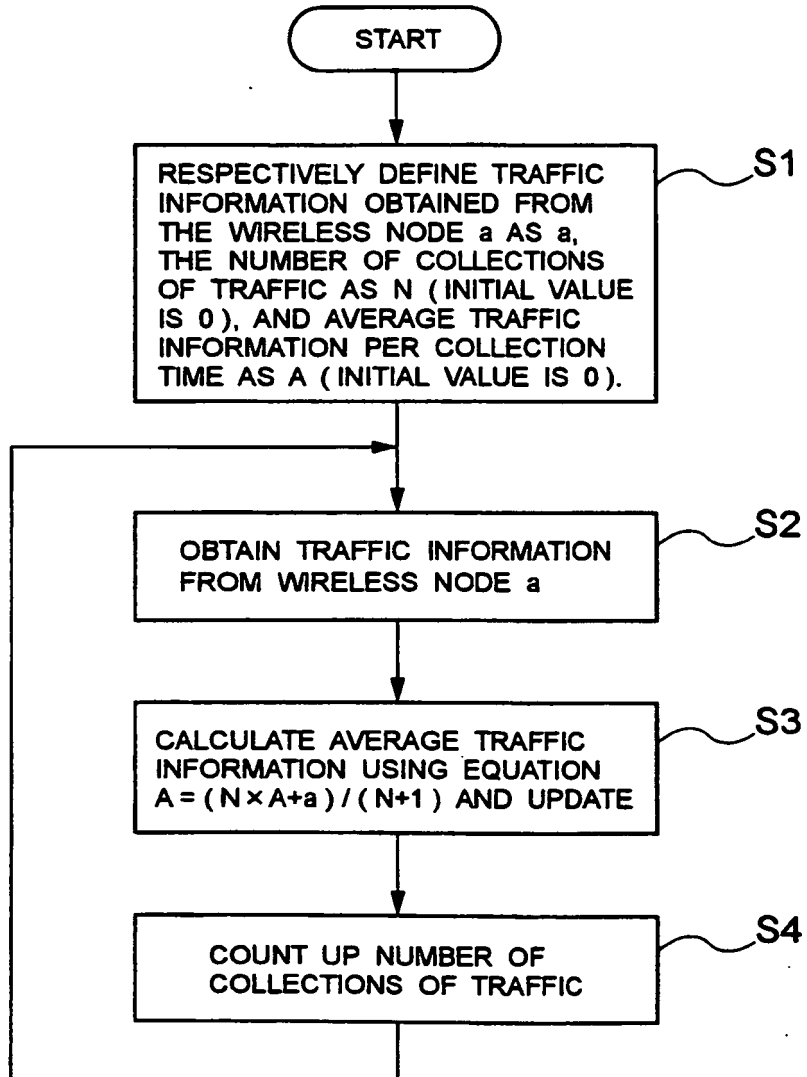 START
S1
RESPECTIVELY DEFINE TRAFFIC
INFORMATION OBTAINED FROM
THE WIRELESS NODE a AS a,
THE NUMBER OF COLLECTIONS
OF TRAFFIC AS N ( INITIAL VALUE
IS 0 ), AND AVERAGE TRAFFIC
INFORMATION PER COLLECTION
TIME AS A ( INITIAL VALUE IS 0 ).
S2
OBTAIN TRAFFIC INFORMATION
FROM WIRELESS NODE a
S3
CALCULATE AVERAGE TRAFFIC
INFORMATION USING EQUATION
A = ( N × A+a ) / ( N+1 ) AND UPDATE
S4
COUNT UP NUMBER OF
COLLECTIONS OF TRAFFIC